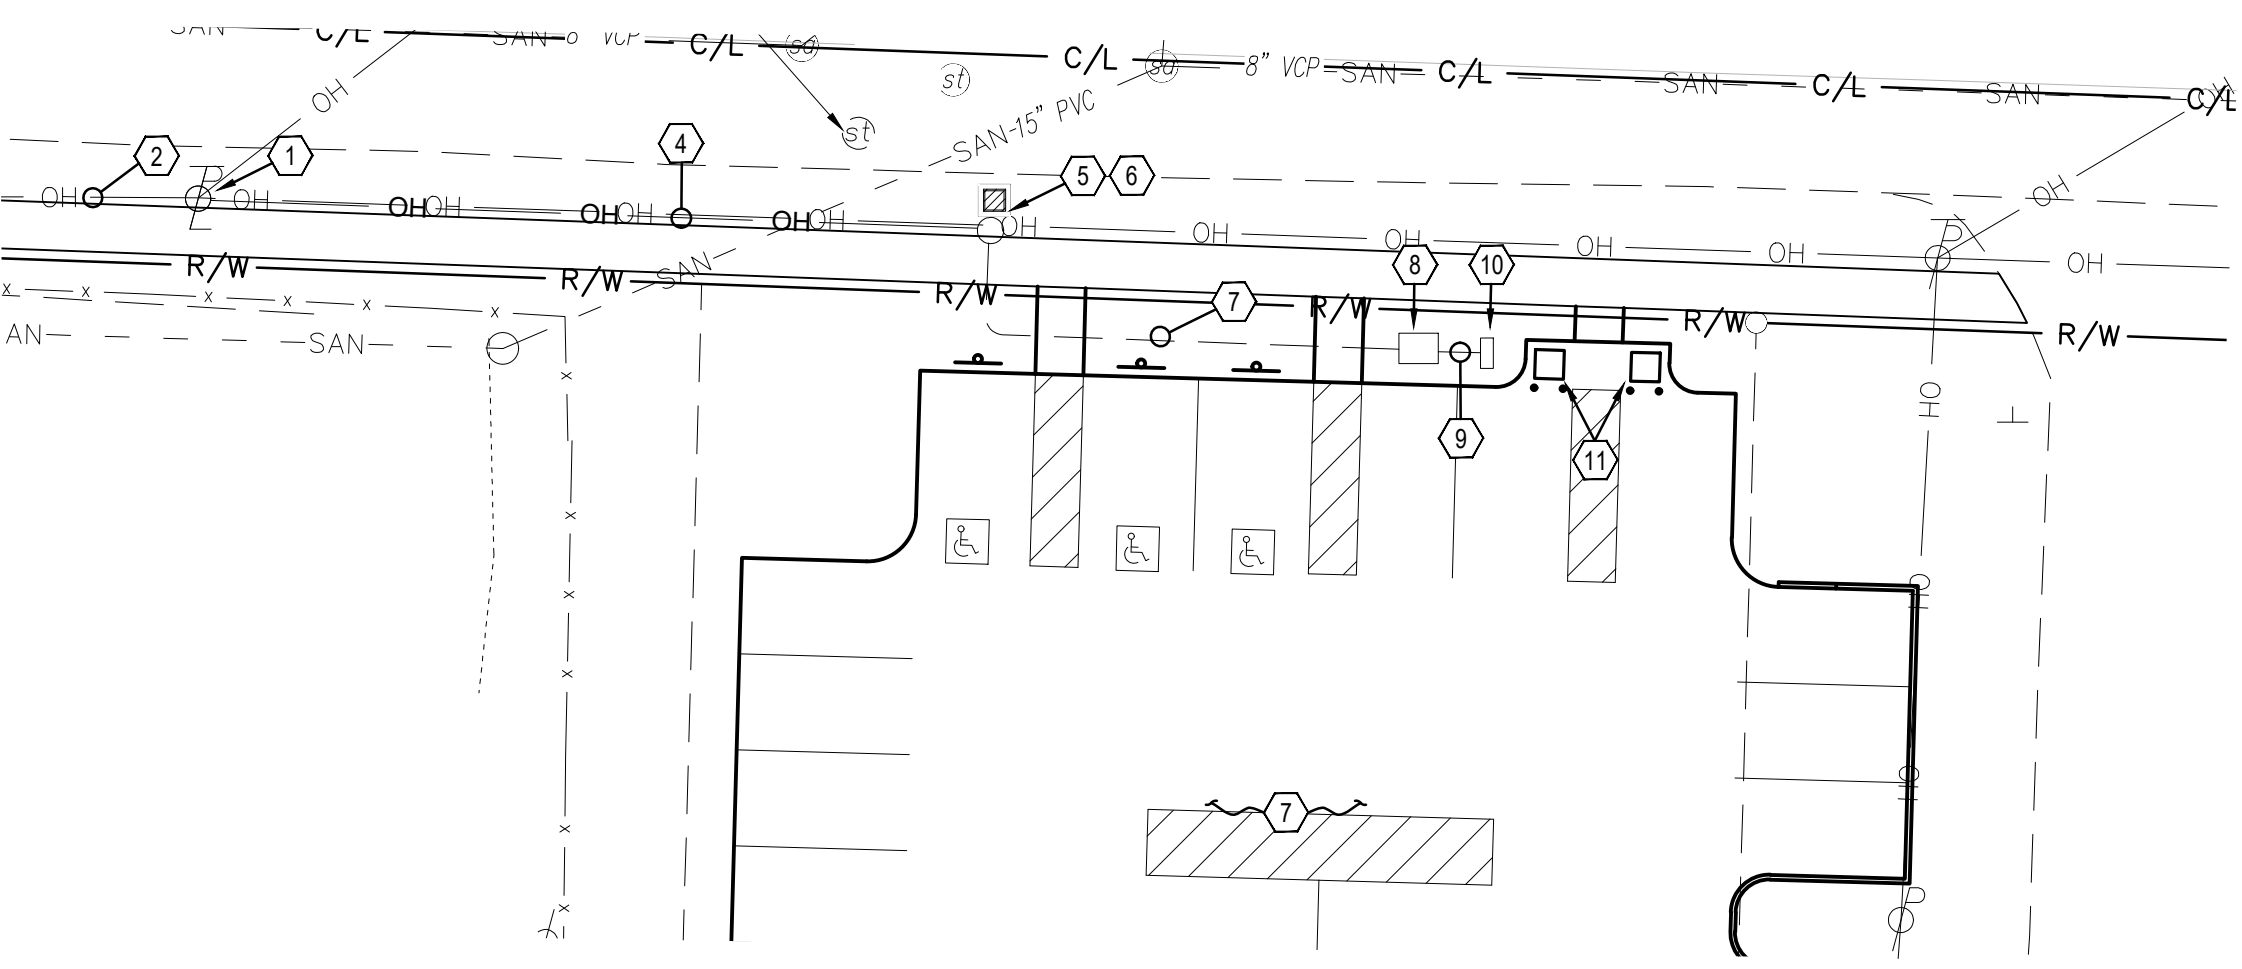 SAN C/L SAN 8" VCP C/L sa C/L sa 8" VCP SAN C/L SAN C/L SAN C/L
OH st SAN-15" PVC st
2 1 4 5 6
P P OH
OH OH OH OH OH OH OH OH OH OH OH OH OH OH
8 10
R/W R/W SAN R/W 7 R/W R/W R/W
x x x x x x
AN SAN
x
OH
9
11
x
x
OH
x
OH
7
x
x
P